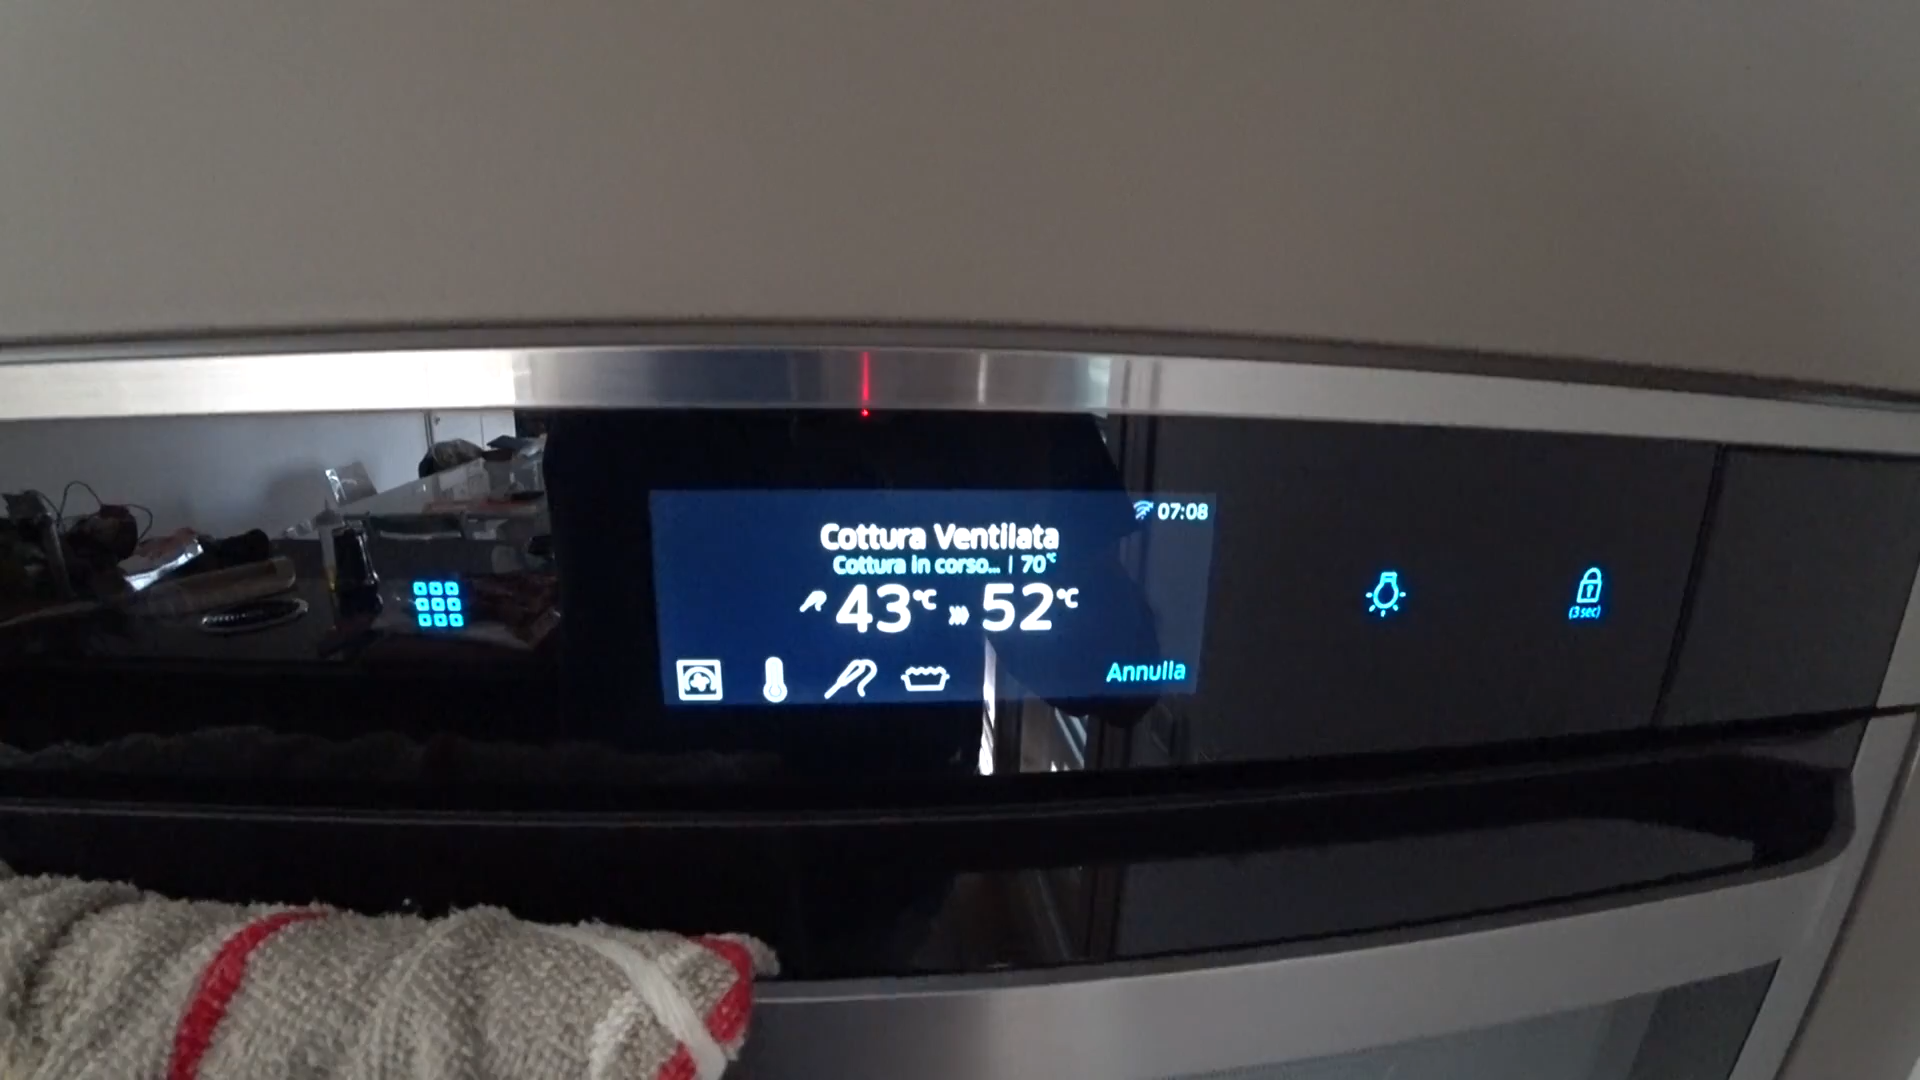 07:08
Cottura Ventilata
Cottura in corso... | 70°C
43°C »» 52°C
Annulla
(3 sec)